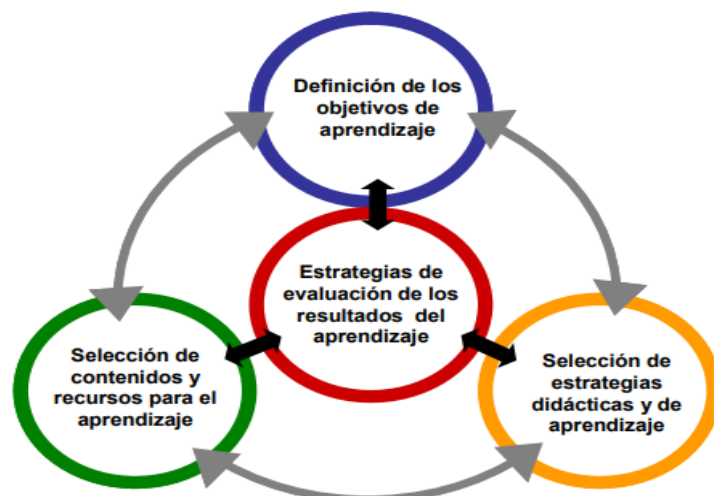 Definición de los
objetivos de
aprendizaje
Estrategias de
evaluación de los
resultados del
aprendizaje
Selección de
contenidos y
recursos para el
aprendizaje
Selección de
estrategias
didácticas y de
aprendizaje